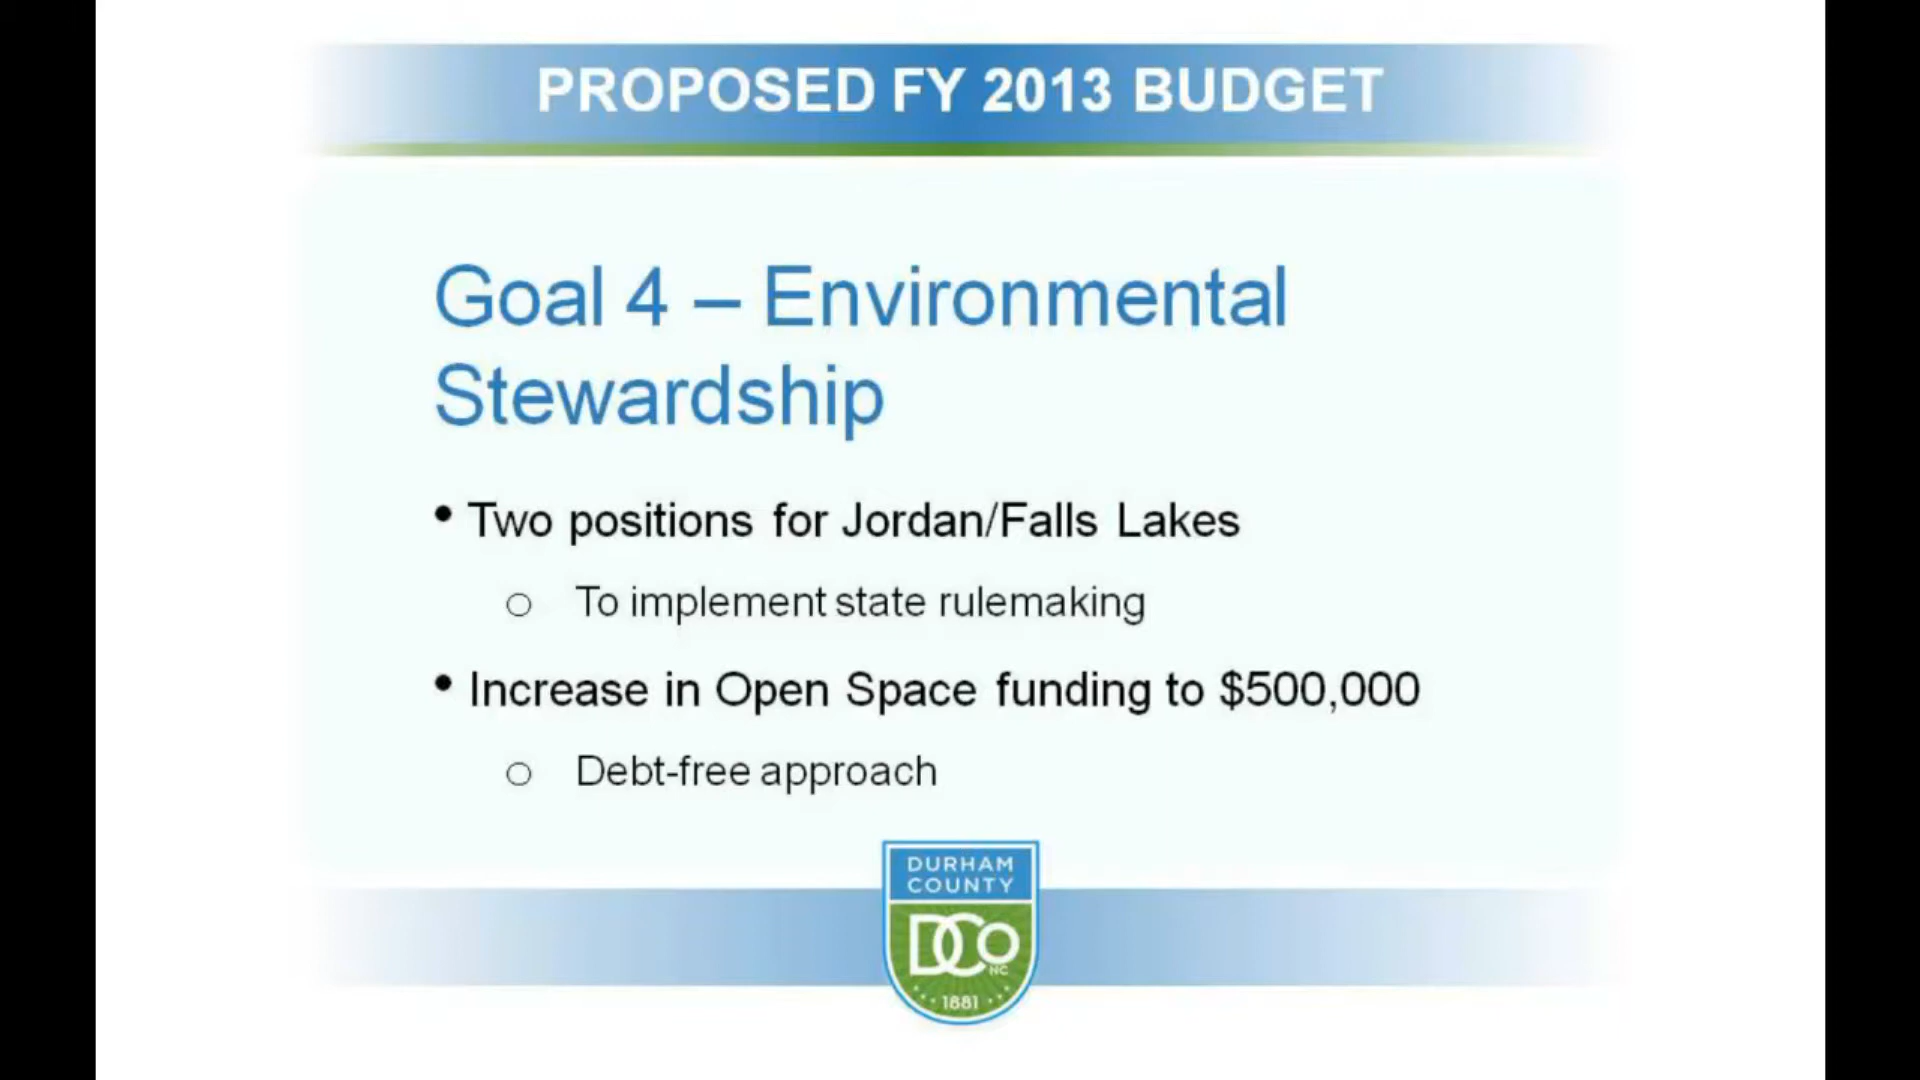 PROPOSED FY 2013 BUDGET
Goal 4 – Environmental
Stewardship
• Two positions for Jordan/Falls Lakes
o To implement state rulemaking
• Increase in Open Space funding to $500,000
o Debt-free approach
DURHAM
COUNTY
DCo
NC
1881